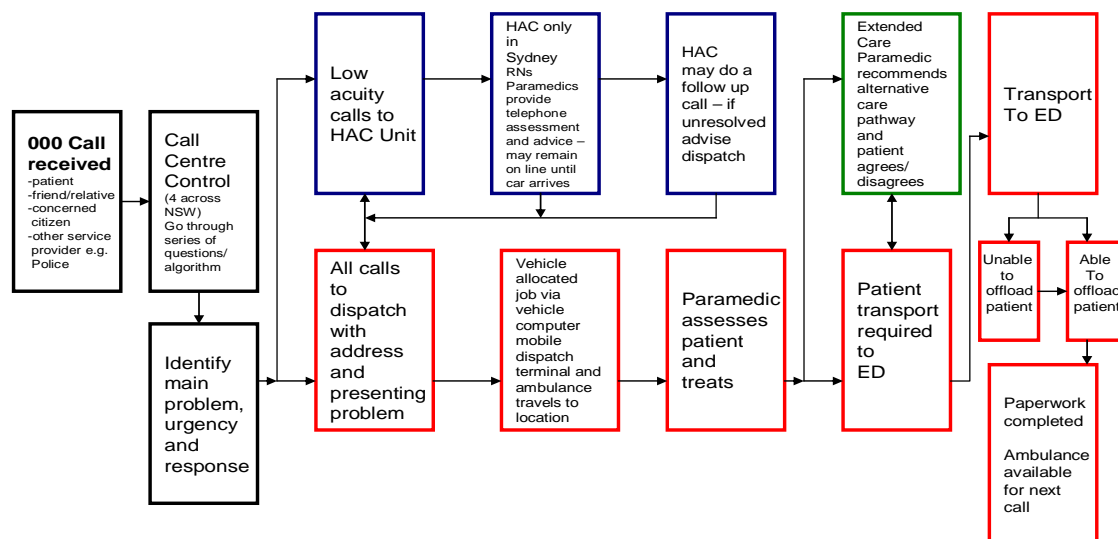 000 Call
received
-patient
-friend/relative
-concerned
citizen
-other service
provider e.g.
Police
Call
Centre
Control
(4 across
NSW)
Go through
series of
questions/
algorithm
Identify
main
problem,
urgency
and
response
Low
acuity
calls to
HAC Unit
HAC only
in
Sydney
RNs
Paramedics
provide
telephone
assessment
and advice –
may remain
on line until
car arrives
HAC
may do a
follow up
call – if
unresolved
advise
dispatch
All calls
to
dispatch
with
address
and
presenting
problem
Vehicle
allocated
job via
vehicle
computer
mobile
dispatch
terminal and
ambulance
travels to
location
Paramedic
assesses
patient
and
treats
Extended
Care
Paramedic
recommends
alternative
care
pathway
and
patient
agrees/
disagrees
Patient
transport
required
to
ED
Transport
To ED
Unable
to
offload
patient
Able
To
offload
patient
Paperwork
completed
Ambulance
available
for next
call